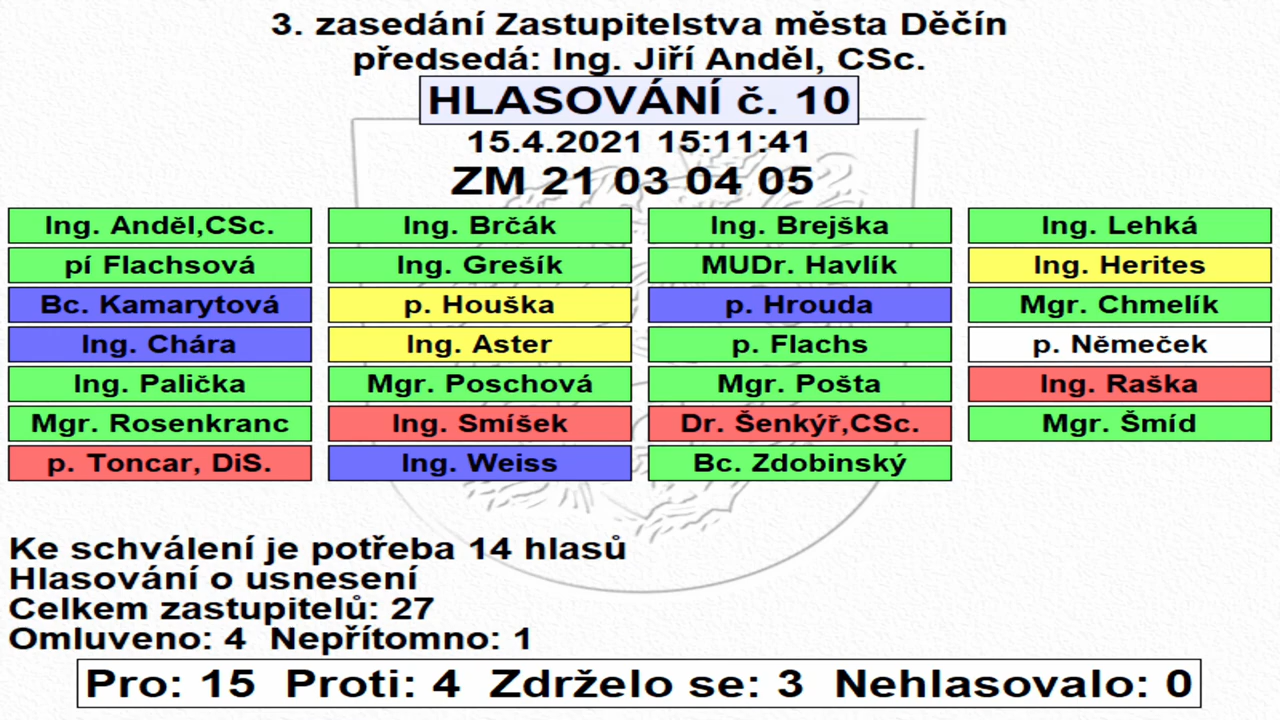 3. zasedání Zastupitelstva města Děčín
předsedá: Ing. Jiří Anděl, CSc.
HLASOVÁNÍ č. 10
15.4.2021 15:11:41
ZM 21 03 04 05
Ing. Anděl,CSc. Ing. Brčák Ing. Brejška Ing. Lehká
pí Flachsová Ing. Grešík MUDr. Havlík Ing. Herites
Bc. Kamarytová p. Houška p. Hrouda Mgr. Chmelík
Ing. Chára Ing. Aster p. Flachs p. Němeček
Ing. Palička Mgr. Poschová Mgr. Pošta Ing. Raška
Mgr. Rosenkranc Ing. Smíšek Dr. Šenkýř,CSc. Mgr. Šmíd
p. Toncar, DiS. Ing. Weiss Bc. Zdobinský
Ke schválení je potřeba 14 hlasů
Hlasování o usnesení
Celkem zastupitelů: 27
Omluveno: 4 Nepřítomno: 1
Pro: 15 Proti: 4 Zdrželo se: 3 Nehlasovalo: 0